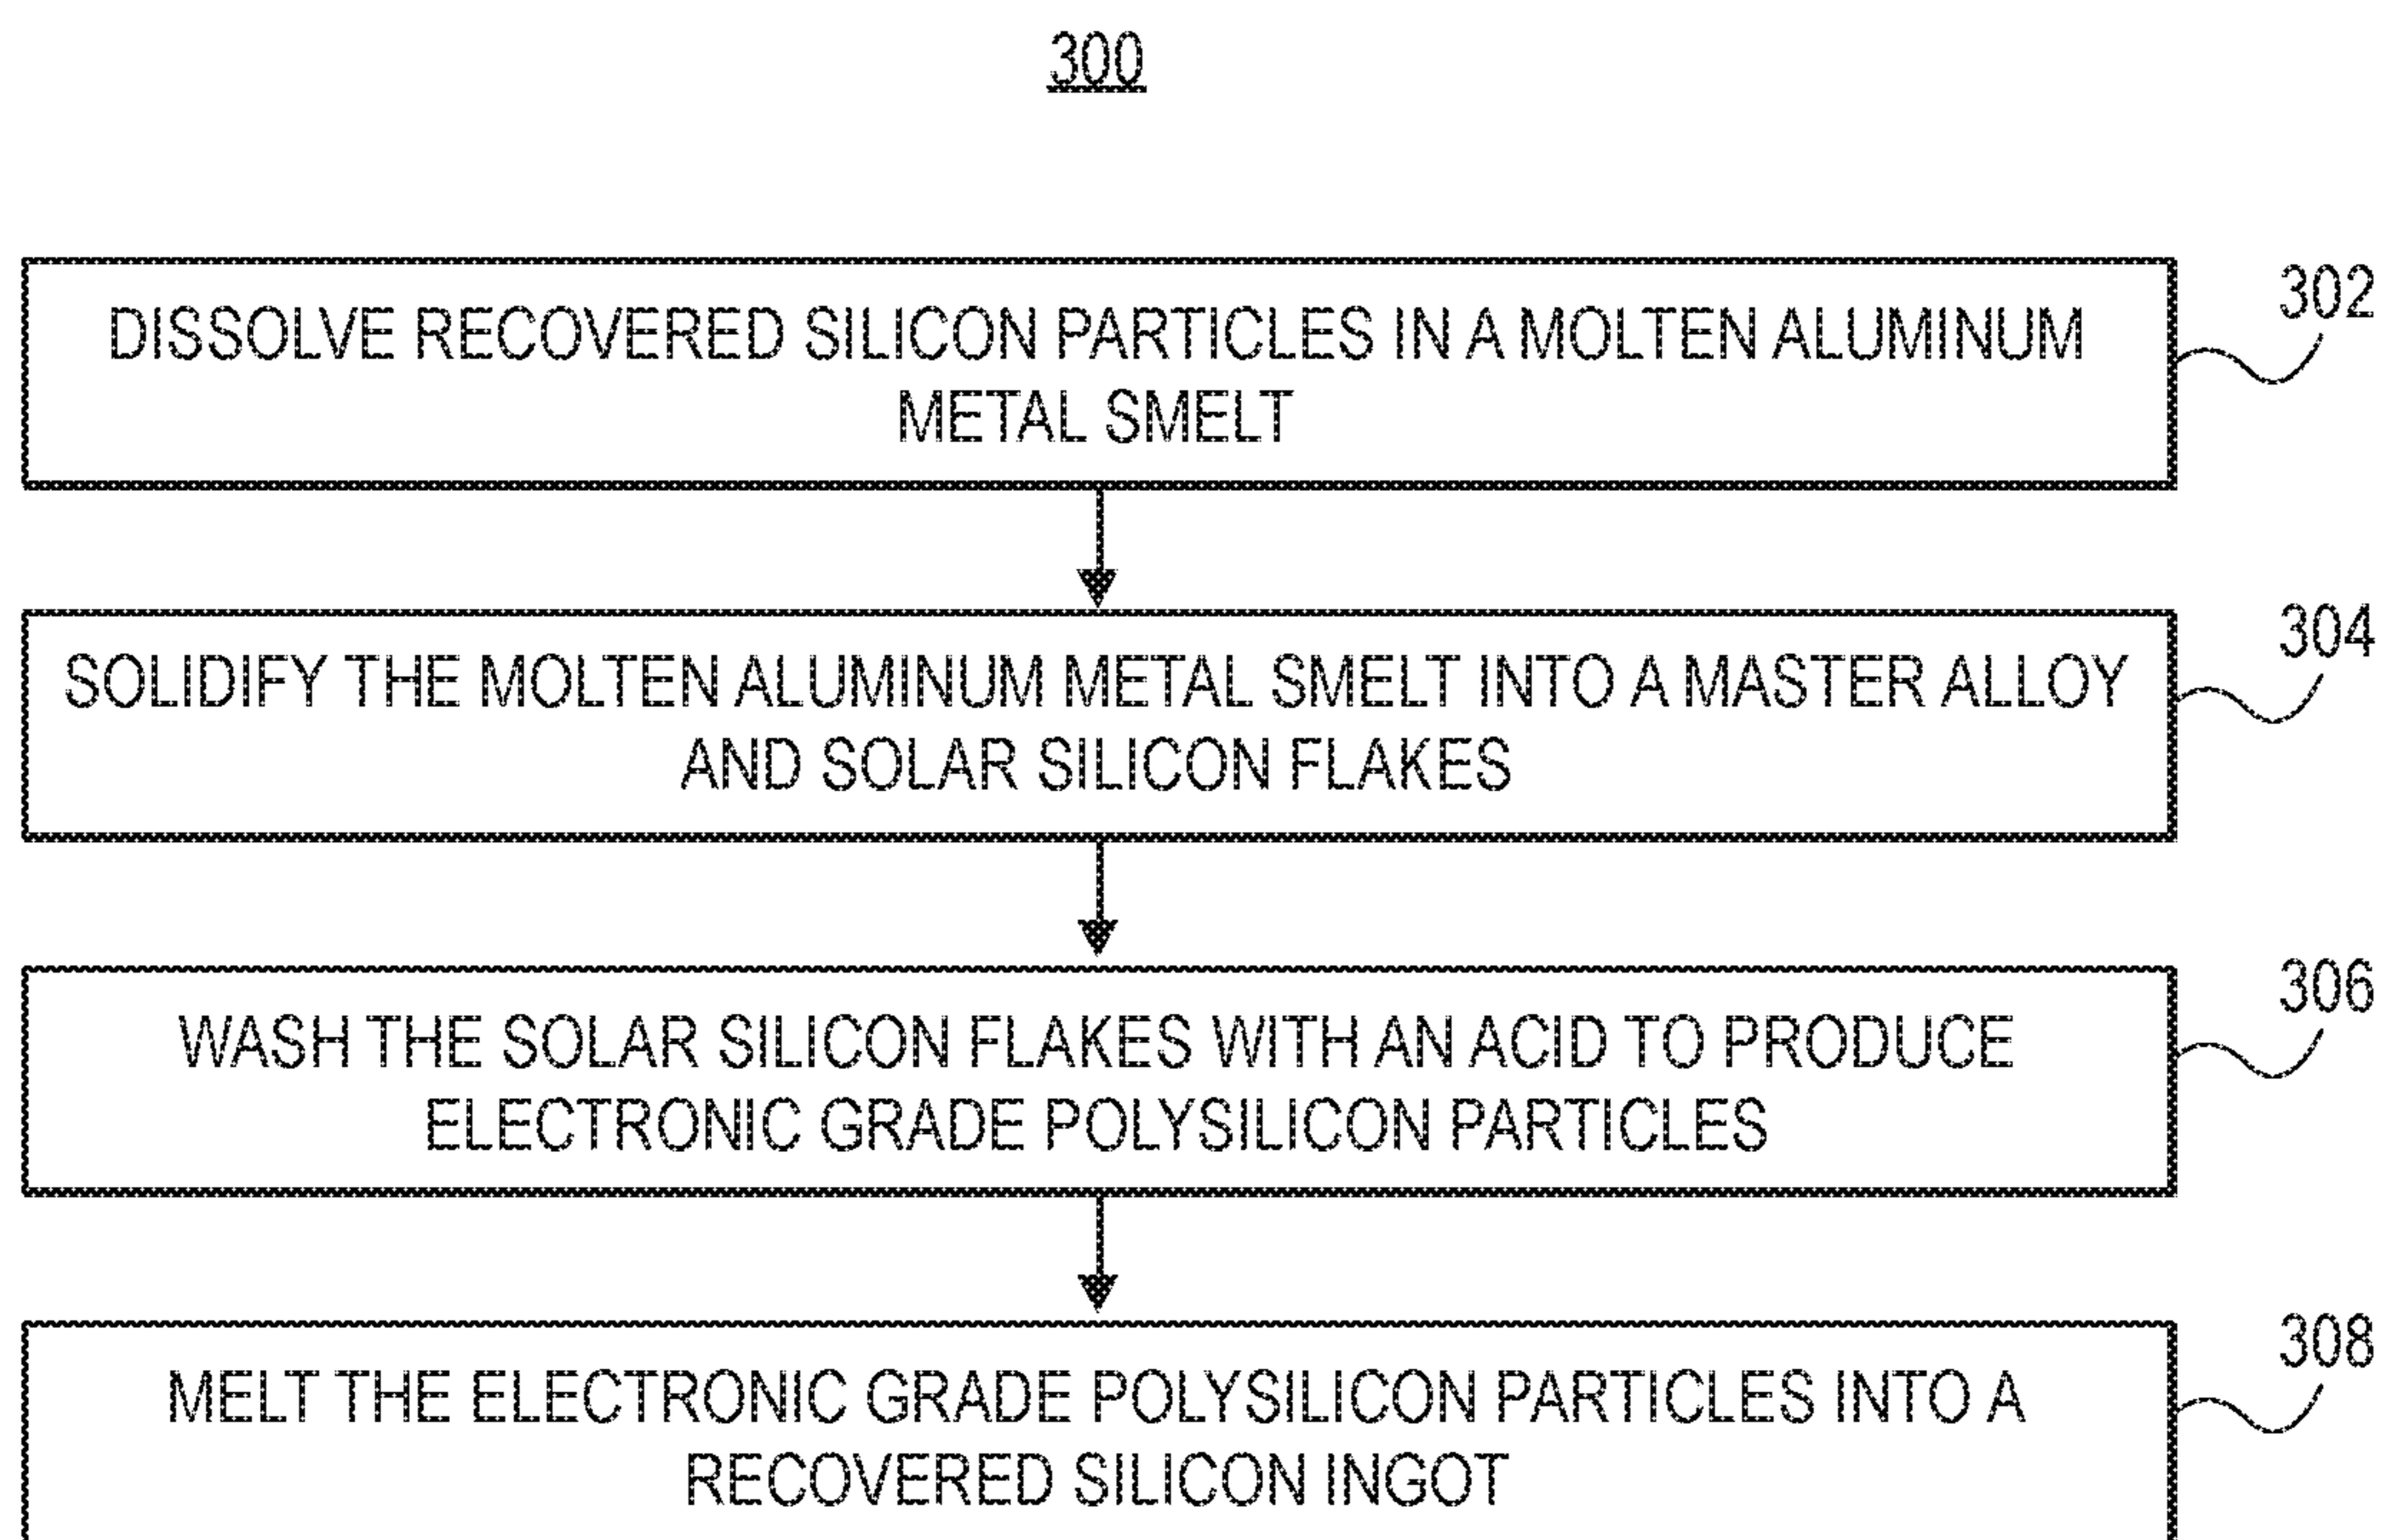 300
302
DISSOLVE RECOVERED SILICON PARTICLES IN A MOLTEN ALUMINUM
METAL SMELT
304
SOLIDIFY THE MOLTEN ALUMINUM METAL SMELT INTO A MASTER ALLOY
AND SOLAR SILICON FLAKES
306
WASH THE SOLAR SILICON FLAKES WITH AN ACID TO PRODUCE
ELECTRONIC GRADE POLYSILICON PARTICLES
308
MELT THE ELECTRONIC GRADE POLYSILICON PARTICLES INTO A
RECOVERED SILICON INGOT